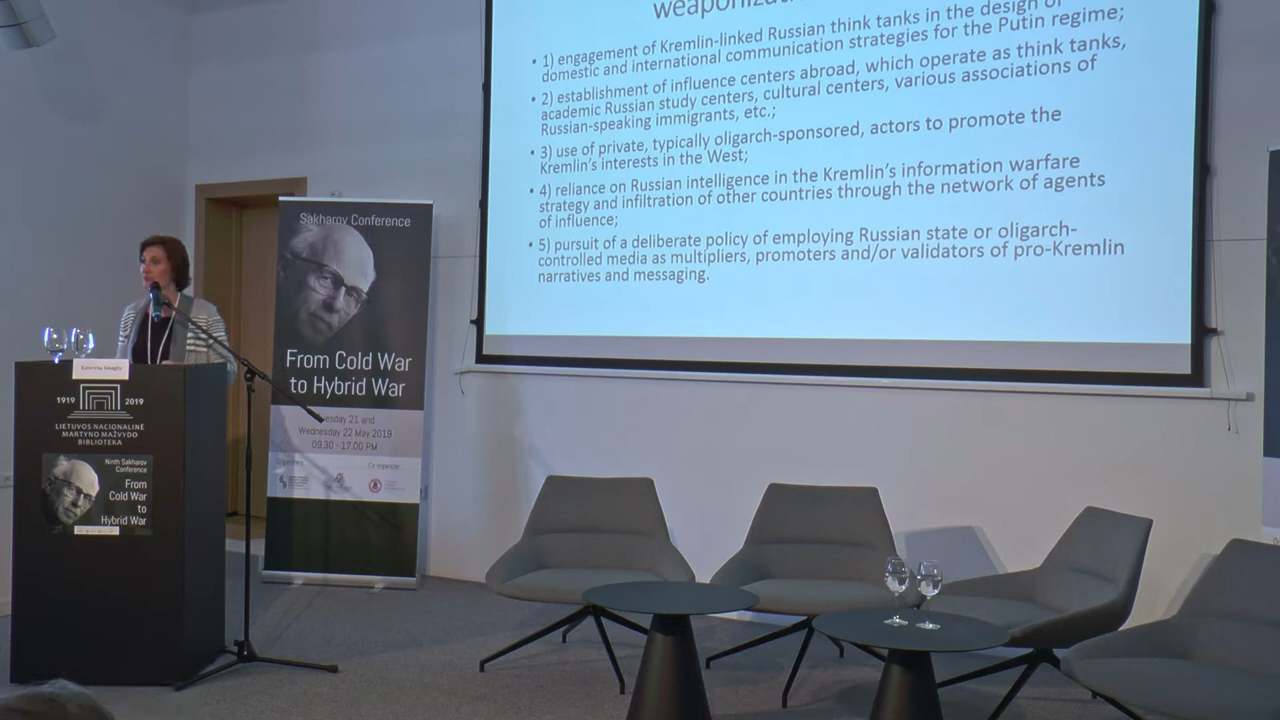 weaponizat
• 1) engagement of Kremlin-linked Russian think tanks in the design of
domestic and international communication strategies for the Putin regime;
• 2) establishment of influence centers abroad, which operate as think tanks,
academic Russian study centers, cultural centers, various associations of
Russian-speaking immigrants, etc.;
• 3) use of private, typically oligarch-sponsored, actors to promote the
Kremlin's interests in the West;
• 4) reliance on Russian intelligence in the Kremlin's information warfare
strategy and infiltration of other countries through the network of agents
of influence;
• 5) pursuit of a deliberate policy of employing Russian state or oligarch-
controlled media as multipliers, promoters and/or validators of pro-Kremlin
narratives and messaging.
Sakharov Conference
From Cold War
to Hybrid War
esday 21 and
Wednesday 22 May 2019
09.30 - 17.00 PM
Co-organizer
1919 2019
LIETUVOS NACIONALINĖ
MARTYNO MAŽVYDO
BIBLIOTEKA
Ninth Sakharov
Conference
From
Cold War
to
Hybrid War